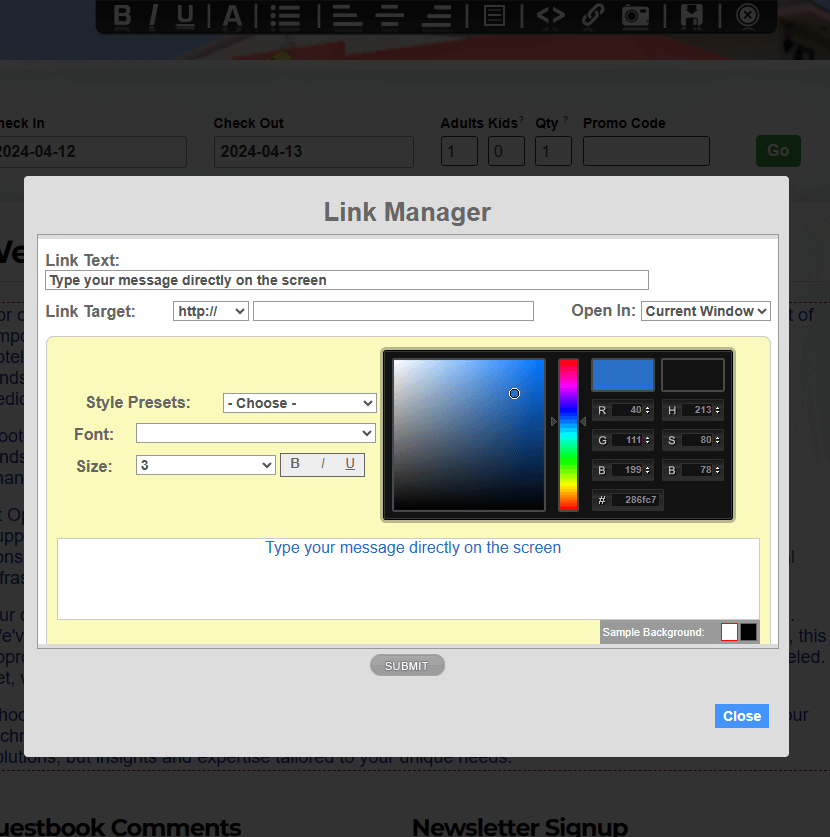 B I U A
Check In Check Out Adults Kids? Qty ? Promo Code
2024-04-12 2024-04-13 1 0 1 Go
Link Manager
Link Text:
Type your message directly on the screen
Link Target: http:// Open In: Current Window
Style Presets: - Choose -
Font:
Size: 3 B I U
R 40 H 213
G 111 S 80
B 199 B 78
# 286fc7
Type your message directly on the screen
Sample Background:
SUBMIT
Close
olutions, but insights and expertise tailored to your unique needs.
uestbook Comments Newsletter Signup